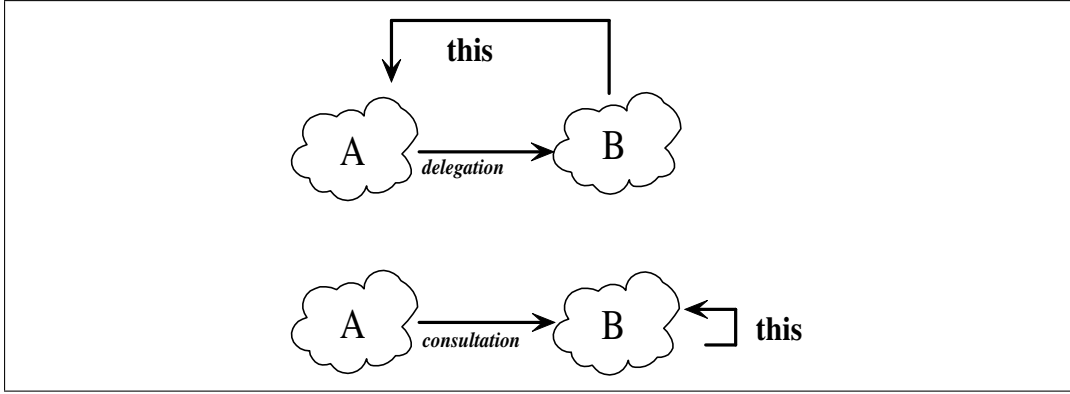 this
A
B
delegation
A
B
this
consultation